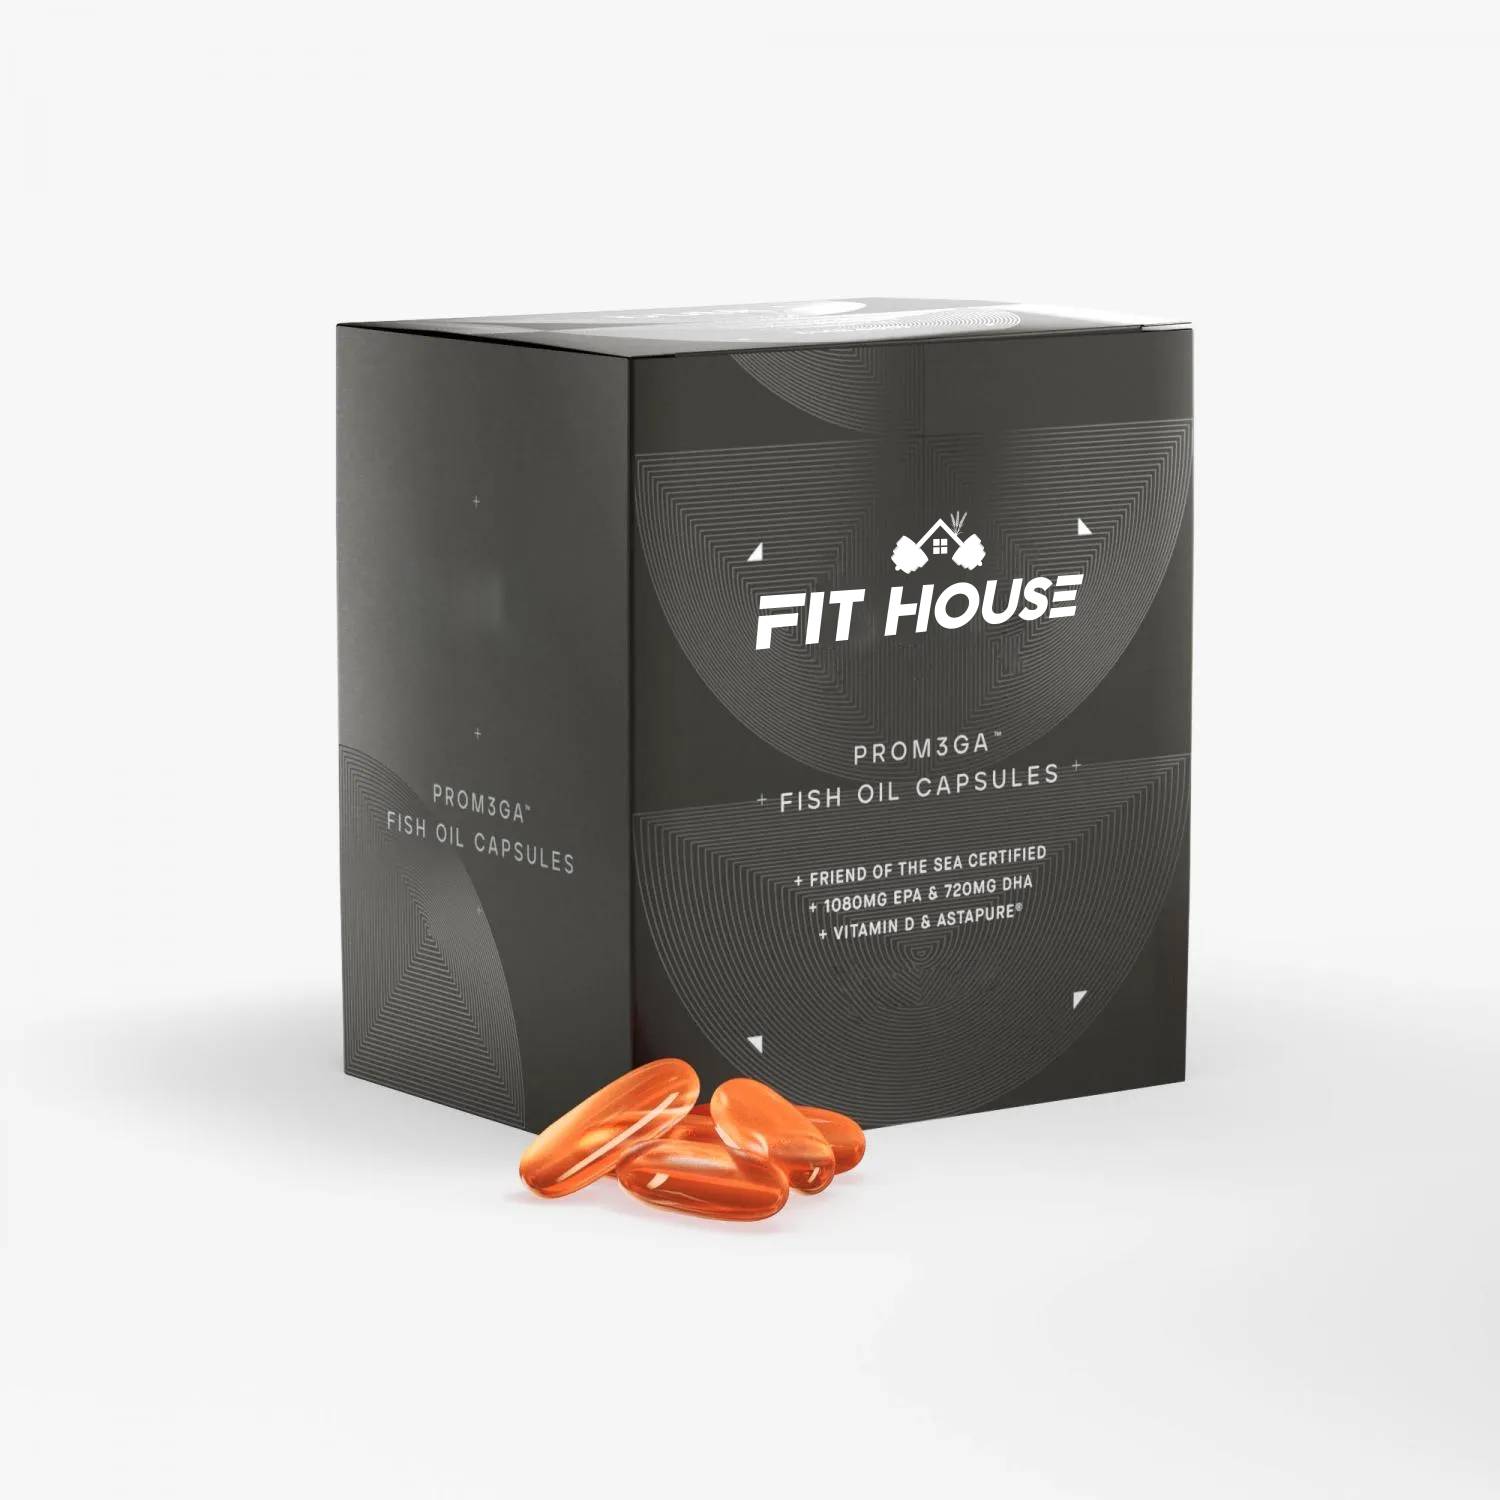 FIT HOUSE
PROM3GA™
+ FISH OIL CAPSULES +
+ FRIEND OF THE SEA CERTIFIED
+ 1080MG EPA & 720MG DHA
+ VITAMIN D & ASTAPURE®
PROM3GA™
FISH OIL CAPSULES